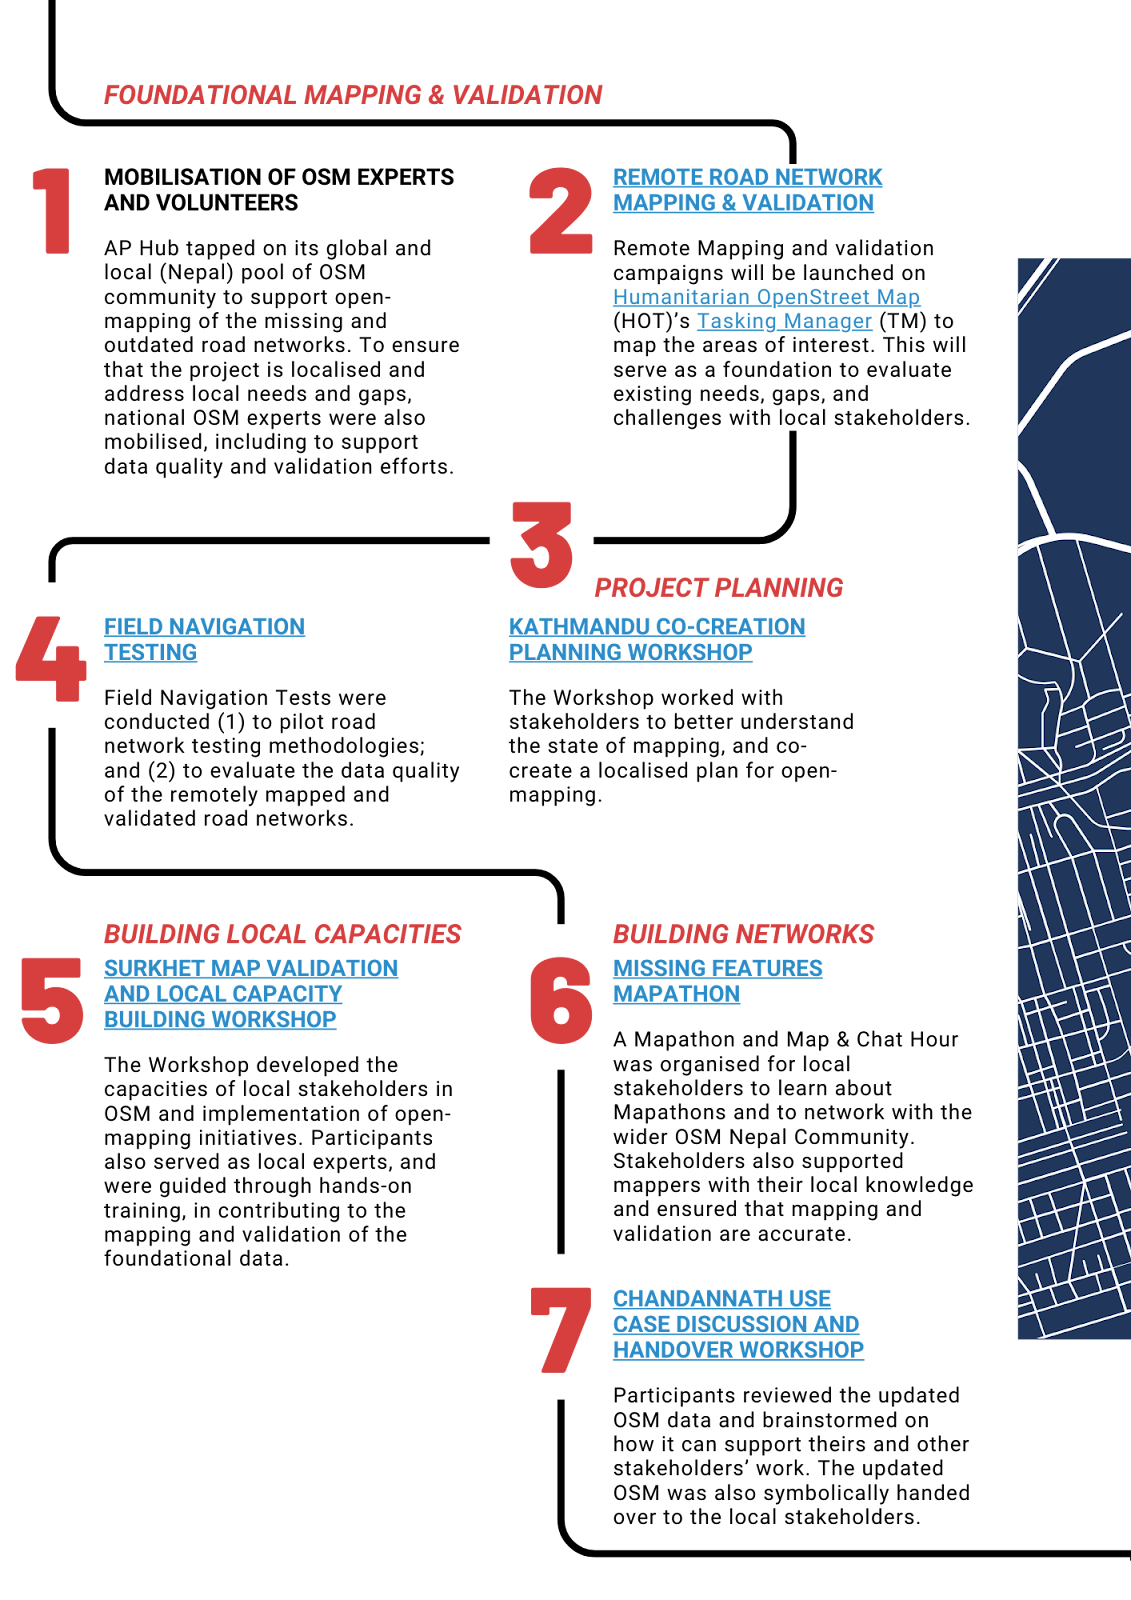 FOUNDATIONAL MAPPING & VALIDATION
1
MOBILISATION OF OSM EXPERTS
AND VOLUNTEERS
AP Hub tapped on its global and
local (Nepal) pool of OSM
community to support open-
mapping of the missing and
outdated road networks. To ensure
that the project is localised and
address local needs and gaps,
national OSM experts were also
mobilised, including to support
data quality and validation efforts.
2
REMOTE ROAD NETWORK
MAPPING & VALIDATION
Remote Mapping and validation
campaigns will be launched on
Humanitarian OpenStreet Map
(HOT)’s Tasking Manager (TM) to
map the areas of interest. This will
serve as a foundation to evaluate
existing needs, gaps, and
challenges with local stakeholders.
3
PROJECT PLANNING
KATHMANDU CO-CREATION
PLANNING WORKSHOP
The Workshop worked with
stakeholders to better understand
the state of mapping, and co-
create a localised plan for open-
mapping.
4
FIELD NAVIGATION
TESTING
Field Navigation Tests were
conducted (1) to pilot road
network testing methodologies;
and (2) to evaluate the data quality
of the remotely mapped and
validated road networks.
BUILDING LOCAL CAPACITIES
5
SURKHET MAP VALIDATION
AND LOCAL CAPACITY
BUILDING WORKSHOP
The Workshop developed the
capacities of local stakeholders in
OSM and implementation of open-
mapping initiatives. Participants
also served as local experts, and
were guided through hands-on
training, in contributing to the
mapping and validation of the
foundational data.
BUILDING NETWORKS
6
MISSING FEATURES
MAPATHON
A Mapathon and Map & Chat Hour
was organised for local
stakeholders to learn about
Mapathons and to network with the
wider OSM Nepal Community.
Stakeholders also supported
mappers with their local knowledge
and ensured that mapping and
validation are accurate.
7
CHANDANNATH USE
CASE DISCUSSION AND
HANDOVER WORKSHOP
Participants reviewed the updated
OSM data and brainstormed on
how it can support theirs and other
stakeholders’ work. The updated
OSM was also symbolically handed
over to the local stakeholders.